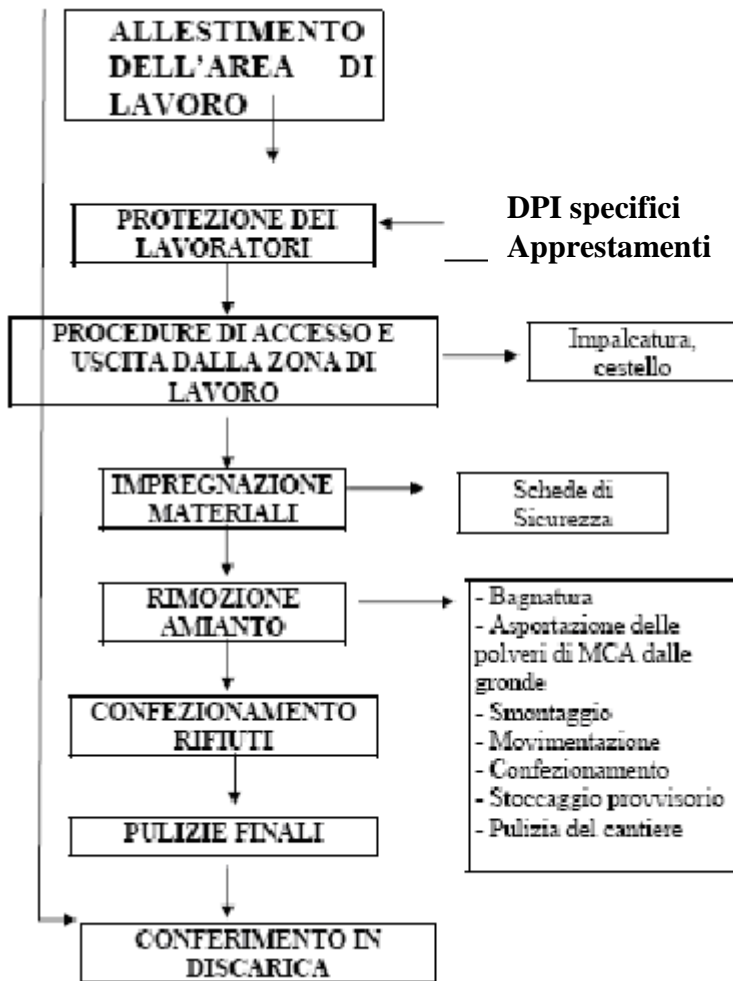 ALLESTIMENTO
DELL'AREA DI
LAVORO
PROTEZIONE DEI
LAVORATORI
DPI specifici
Apprestamenti
PROCEDURE DI ACCESSO E
USCITA DALLA ZONA DI
LAVORO
Impalcatura,
cestello
IMPREGNAZIONE
MATERIALI
Schede di
Sicurezza
RIMOZIONE
AMIANTO
- Bagnatura
- Asportazione delle
polveri di MCA dalle
gronde
- Smontaggio
- Movimentazione
- Confezionamento
- Stoccaggio provvisorio
- Pulizia del cantiere
CONFEZIONAMENTO
RIFIUTI
PULIZIE FINALI
CONFERIMENTO IN
DISCARICA